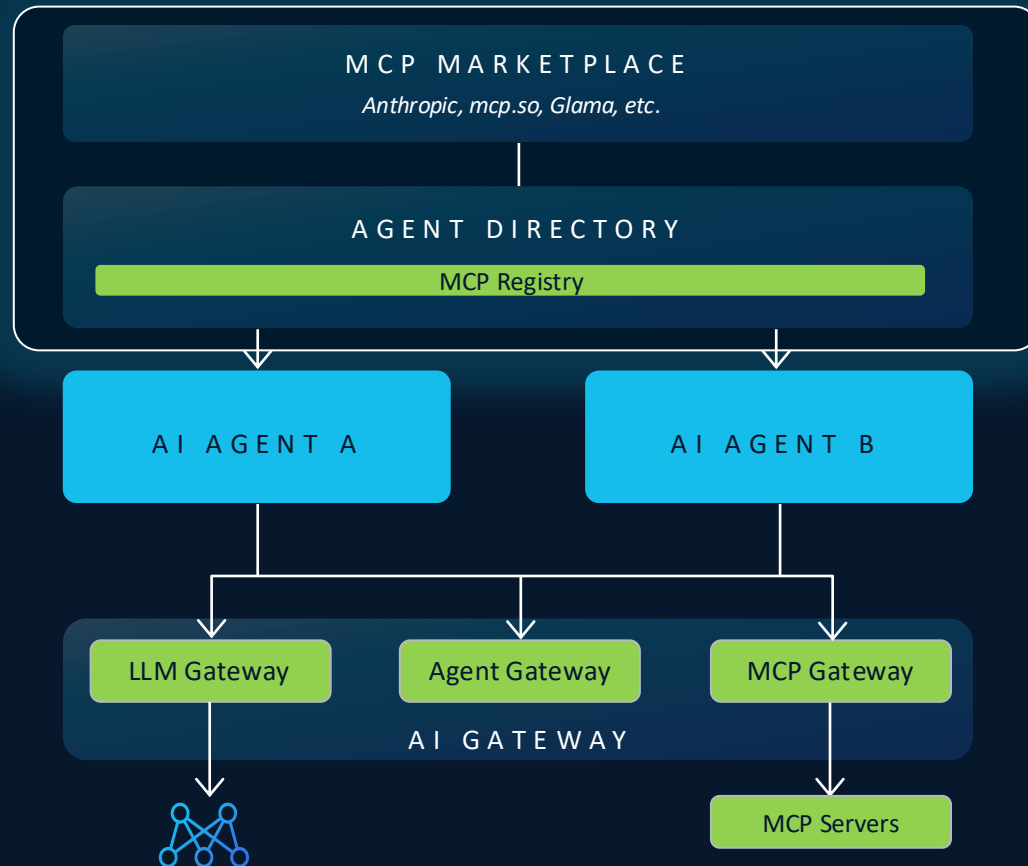 MCP MARKETPLACE
Anthropic, mcp.so, Glama, etc.
AGENT DIRECTORY
MCP Registry
AI AGENT A
AI AGENT B
LLM Gateway
Agent Gateway
MCP Gateway
AI GATEWAY
MCP Servers